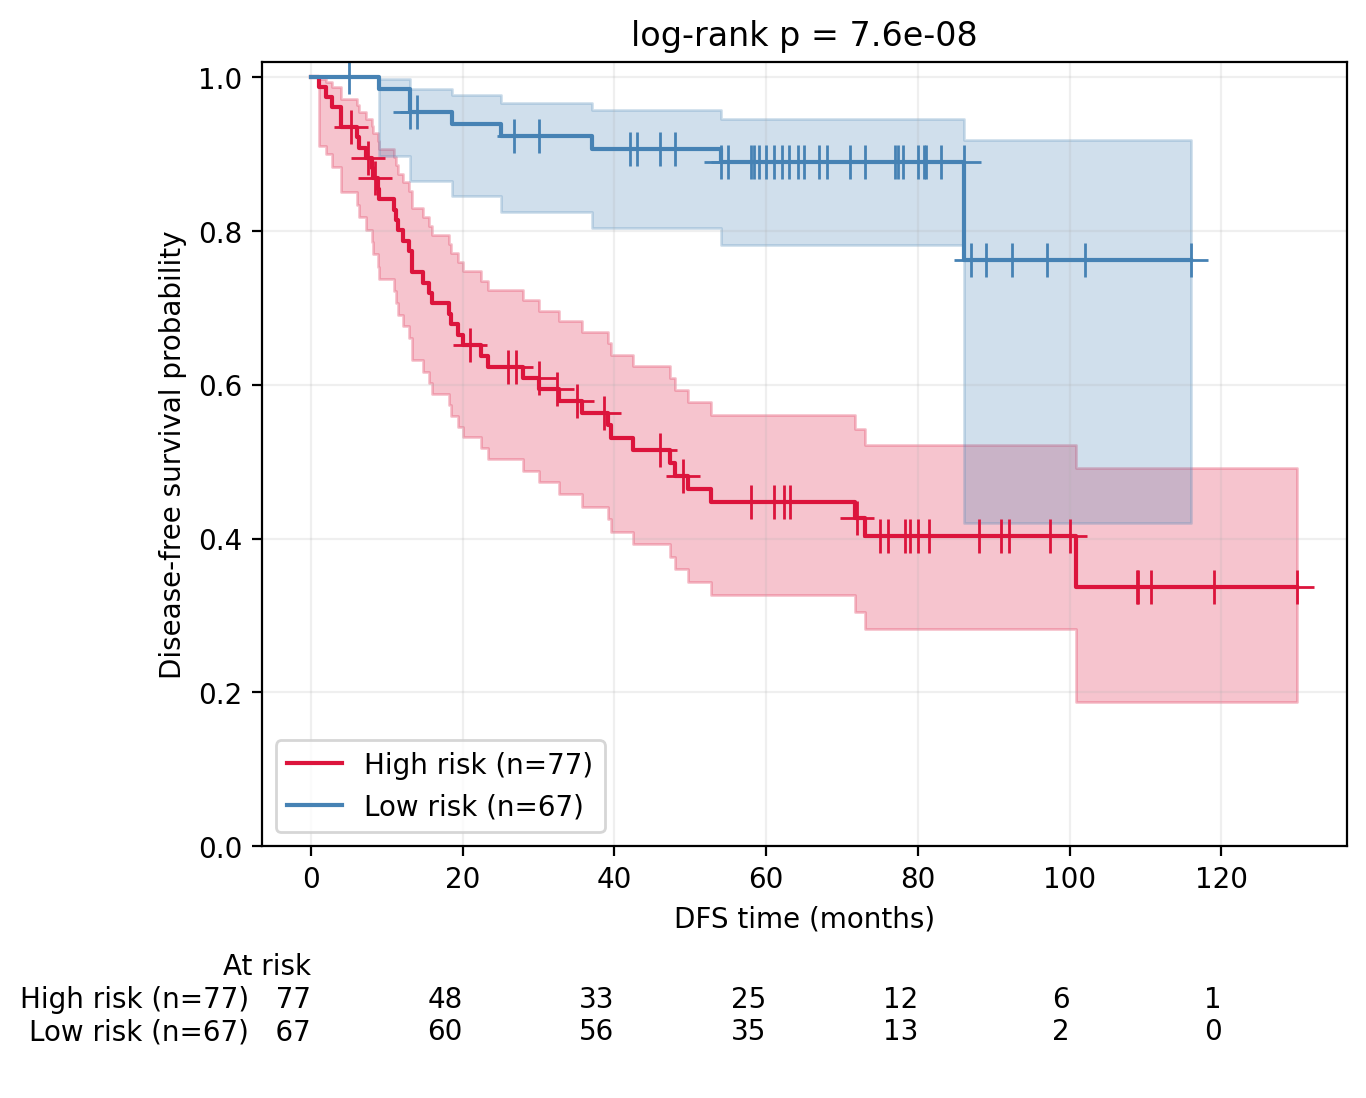 log-rank p = 7.6e-08
Disease-free survival probability
1.0
0.8
0.6
0.4
0.2
0.0
High risk (n=77)
Low risk (n=67)
0 20 40 60 80 100 120
DFS time (months)
At risk
High risk (n=77) 77 48 33 25 12 6 1
Low risk (n=67) 67 60 56 35 13 2 0